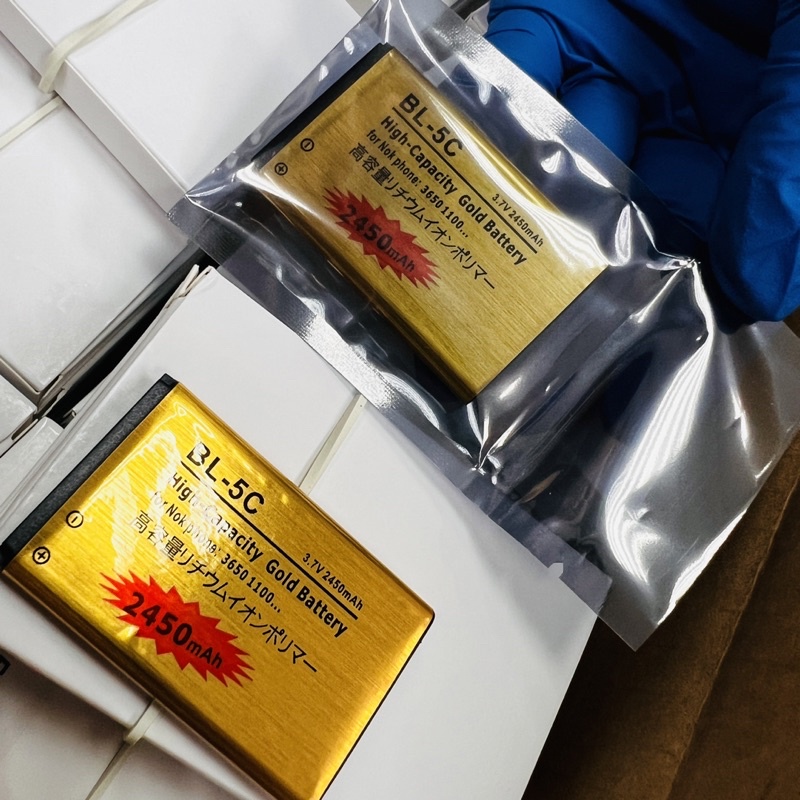 BL-5C
3.7V 2450mAh
High-Capacity Gold Battery
for Nok phone: 3650 1100...
高容量リチウムイオンポリマー
2450mAh
BL-5C
3.7V 2450mAh
High-Capacity Gold Battery
for Nok phone: 3650 1100...
高容量リチウムイオンポリマー
2450mAh